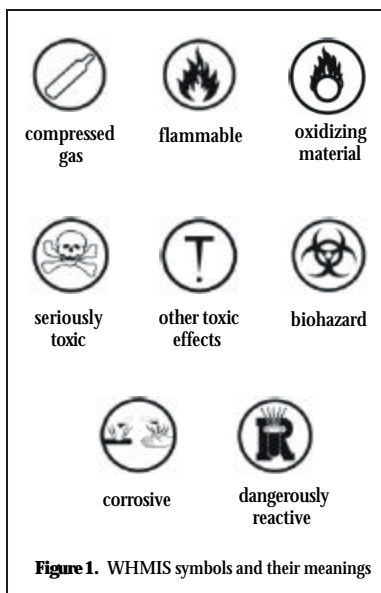 compressed
gas
flammable
oxidizing
material
seriously
toxic
T
other toxic
effects
biohazard
R
corrosive
dangerously
reactive
Figure 1. WHMIS symbols and their meanings